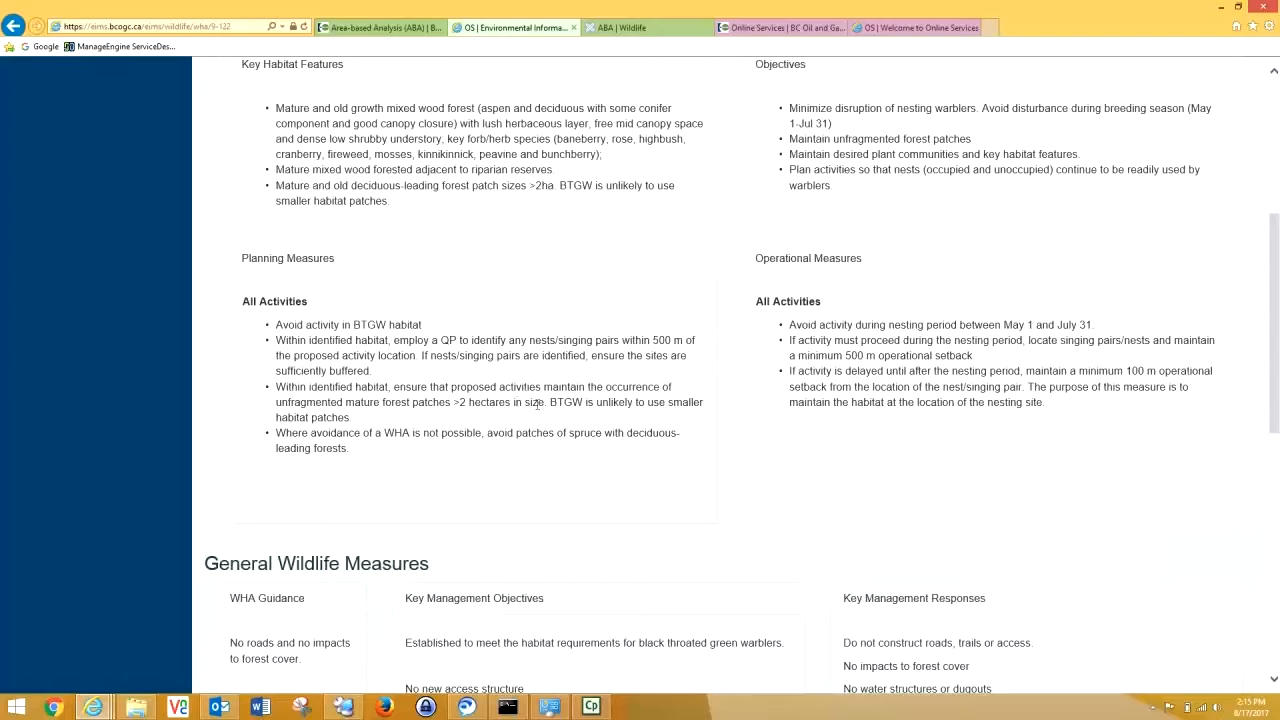 https://eims.bcogc.ca/eims/wildlife/wha/9-122
Area-based Analysis (ABA) | B...
OS | Environmental Informa...
ABA | Wildlife
Online Services | BC Oil and Ga...
OS | Welcome to Online Services
Google
ManageEngine ServiceDes...
Key Habitat Features
• Mature and old growth mixed wood forest (aspen and deciduous with some conifer
component and good canopy closure) with lush herbaceous layer, free mid canopy space
and dense low shrubby understory, key forb/herb species (baneberry, rose, highbush,
cranberry, fireweed, mosses, kinnikinnick, peavine and bunchberry);
• Mature mixed wood forested adjacent to riparian reserves.
• Mature and old deciduous-leading forest patch sizes >2ha. BTGW is unlikely to use
smaller habitat patches.
Objectives
• Minimize disruption of nesting warblers. Avoid disturbance during breeding season (May
1-Jul 31)
• Maintain unfragmented forest patches
• Maintain desired plant communities and key habitat features.
• Plan activities so that nests (occupied and unoccupied) continue to be readily used by
warblers.
Planning Measures
All Activities
• Avoid activity in BTGW habitat
• Within identified habitat, employ a QP to identify any nests/singing pairs within 500 m of
the proposed activity location. If nests/singing pairs are identified, ensure the sites are
sufficiently buffered.
• Within identified habitat, ensure that proposed activities maintain the occurrence of
unfragmented mature forest patches >2 hectares in size. BTGW is unlikely to use smaller
habitat patches.
• Where avoidance of a WHA is not possible, avoid patches of spruce with deciduous-
leading forests.
Operational Measures
All Activities
• Avoid activity during nesting period between May 1 and July 31.
• If activity must proceed during the nesting period, locate singing pairs/nests and maintain
a minimum 500 m operational setback
• If activity is delayed until after the nesting period, maintain a minimum 100 m operational
setback from the location of the nest/singing pair. The purpose of this measure is to
maintain the habitat at the location of the nesting site.
General Wildlife Measures
WHA Guidance
Key Management Objectives
Key Management Responses
No roads and no impacts
to forest cover.
Established to meet the habitat requirements for black throated green warblers.
No new access structure
Do not construct roads, trails or access.
No impacts to forest cover
No water structures or dugouts
2:15 PM
8/17/2017